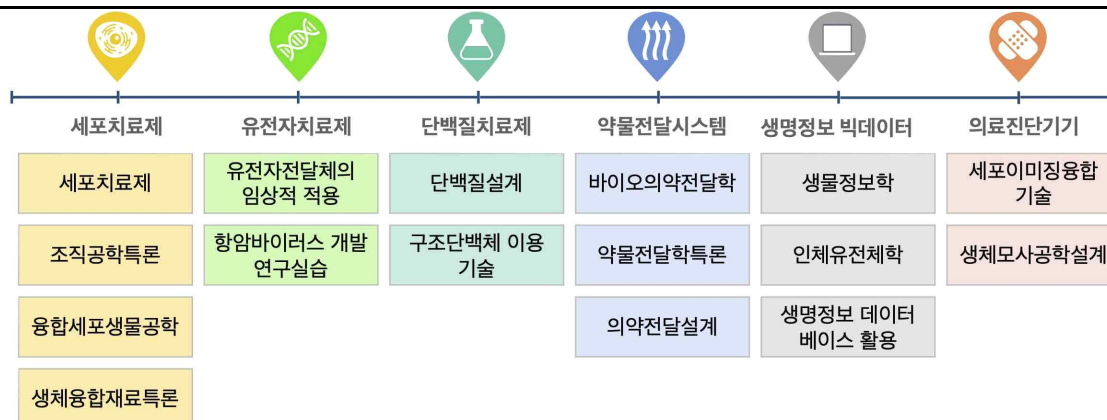 세포치료제
유전자치료제
단백질치료제
약물전달시스템
생명정보 빅데이터
의료진단기기
세포치료제
조직공학특론
융합세포생물공학
생체융합재료특론
유전자전달체의
임상적 적용
항암바이러스 개발
연구실습
단백질설계
구조단백체 이용
기술
바이오의약전달학
약물전달학특론
의약전달설계
생물정보학
인체유전체학
생명정보 데이터
베이스 활용
세포이미징융합
기술
생체모사공학설계